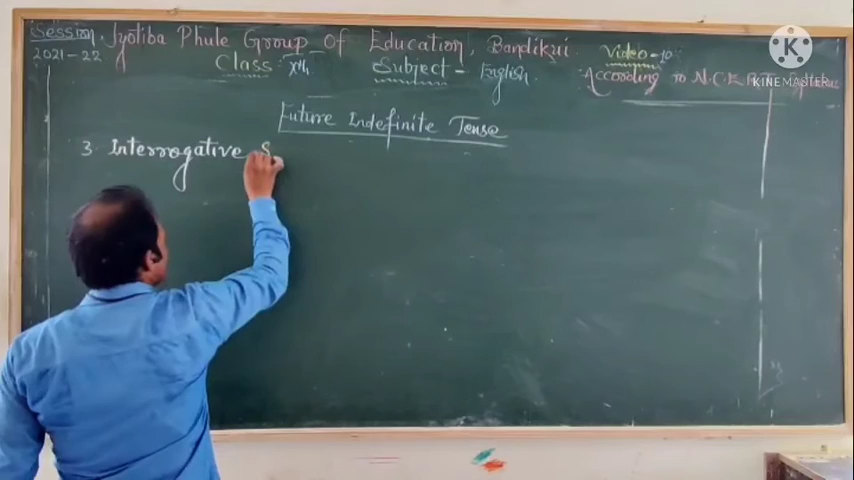 Session Jyotiba Phule Group Of Education, Bandikui Video-10
2021-22 Class Xth Subject - English According to N.C.E.R.T Syllabus
KINEMASTER
Future Indefinite Tense
3 Interrogative S